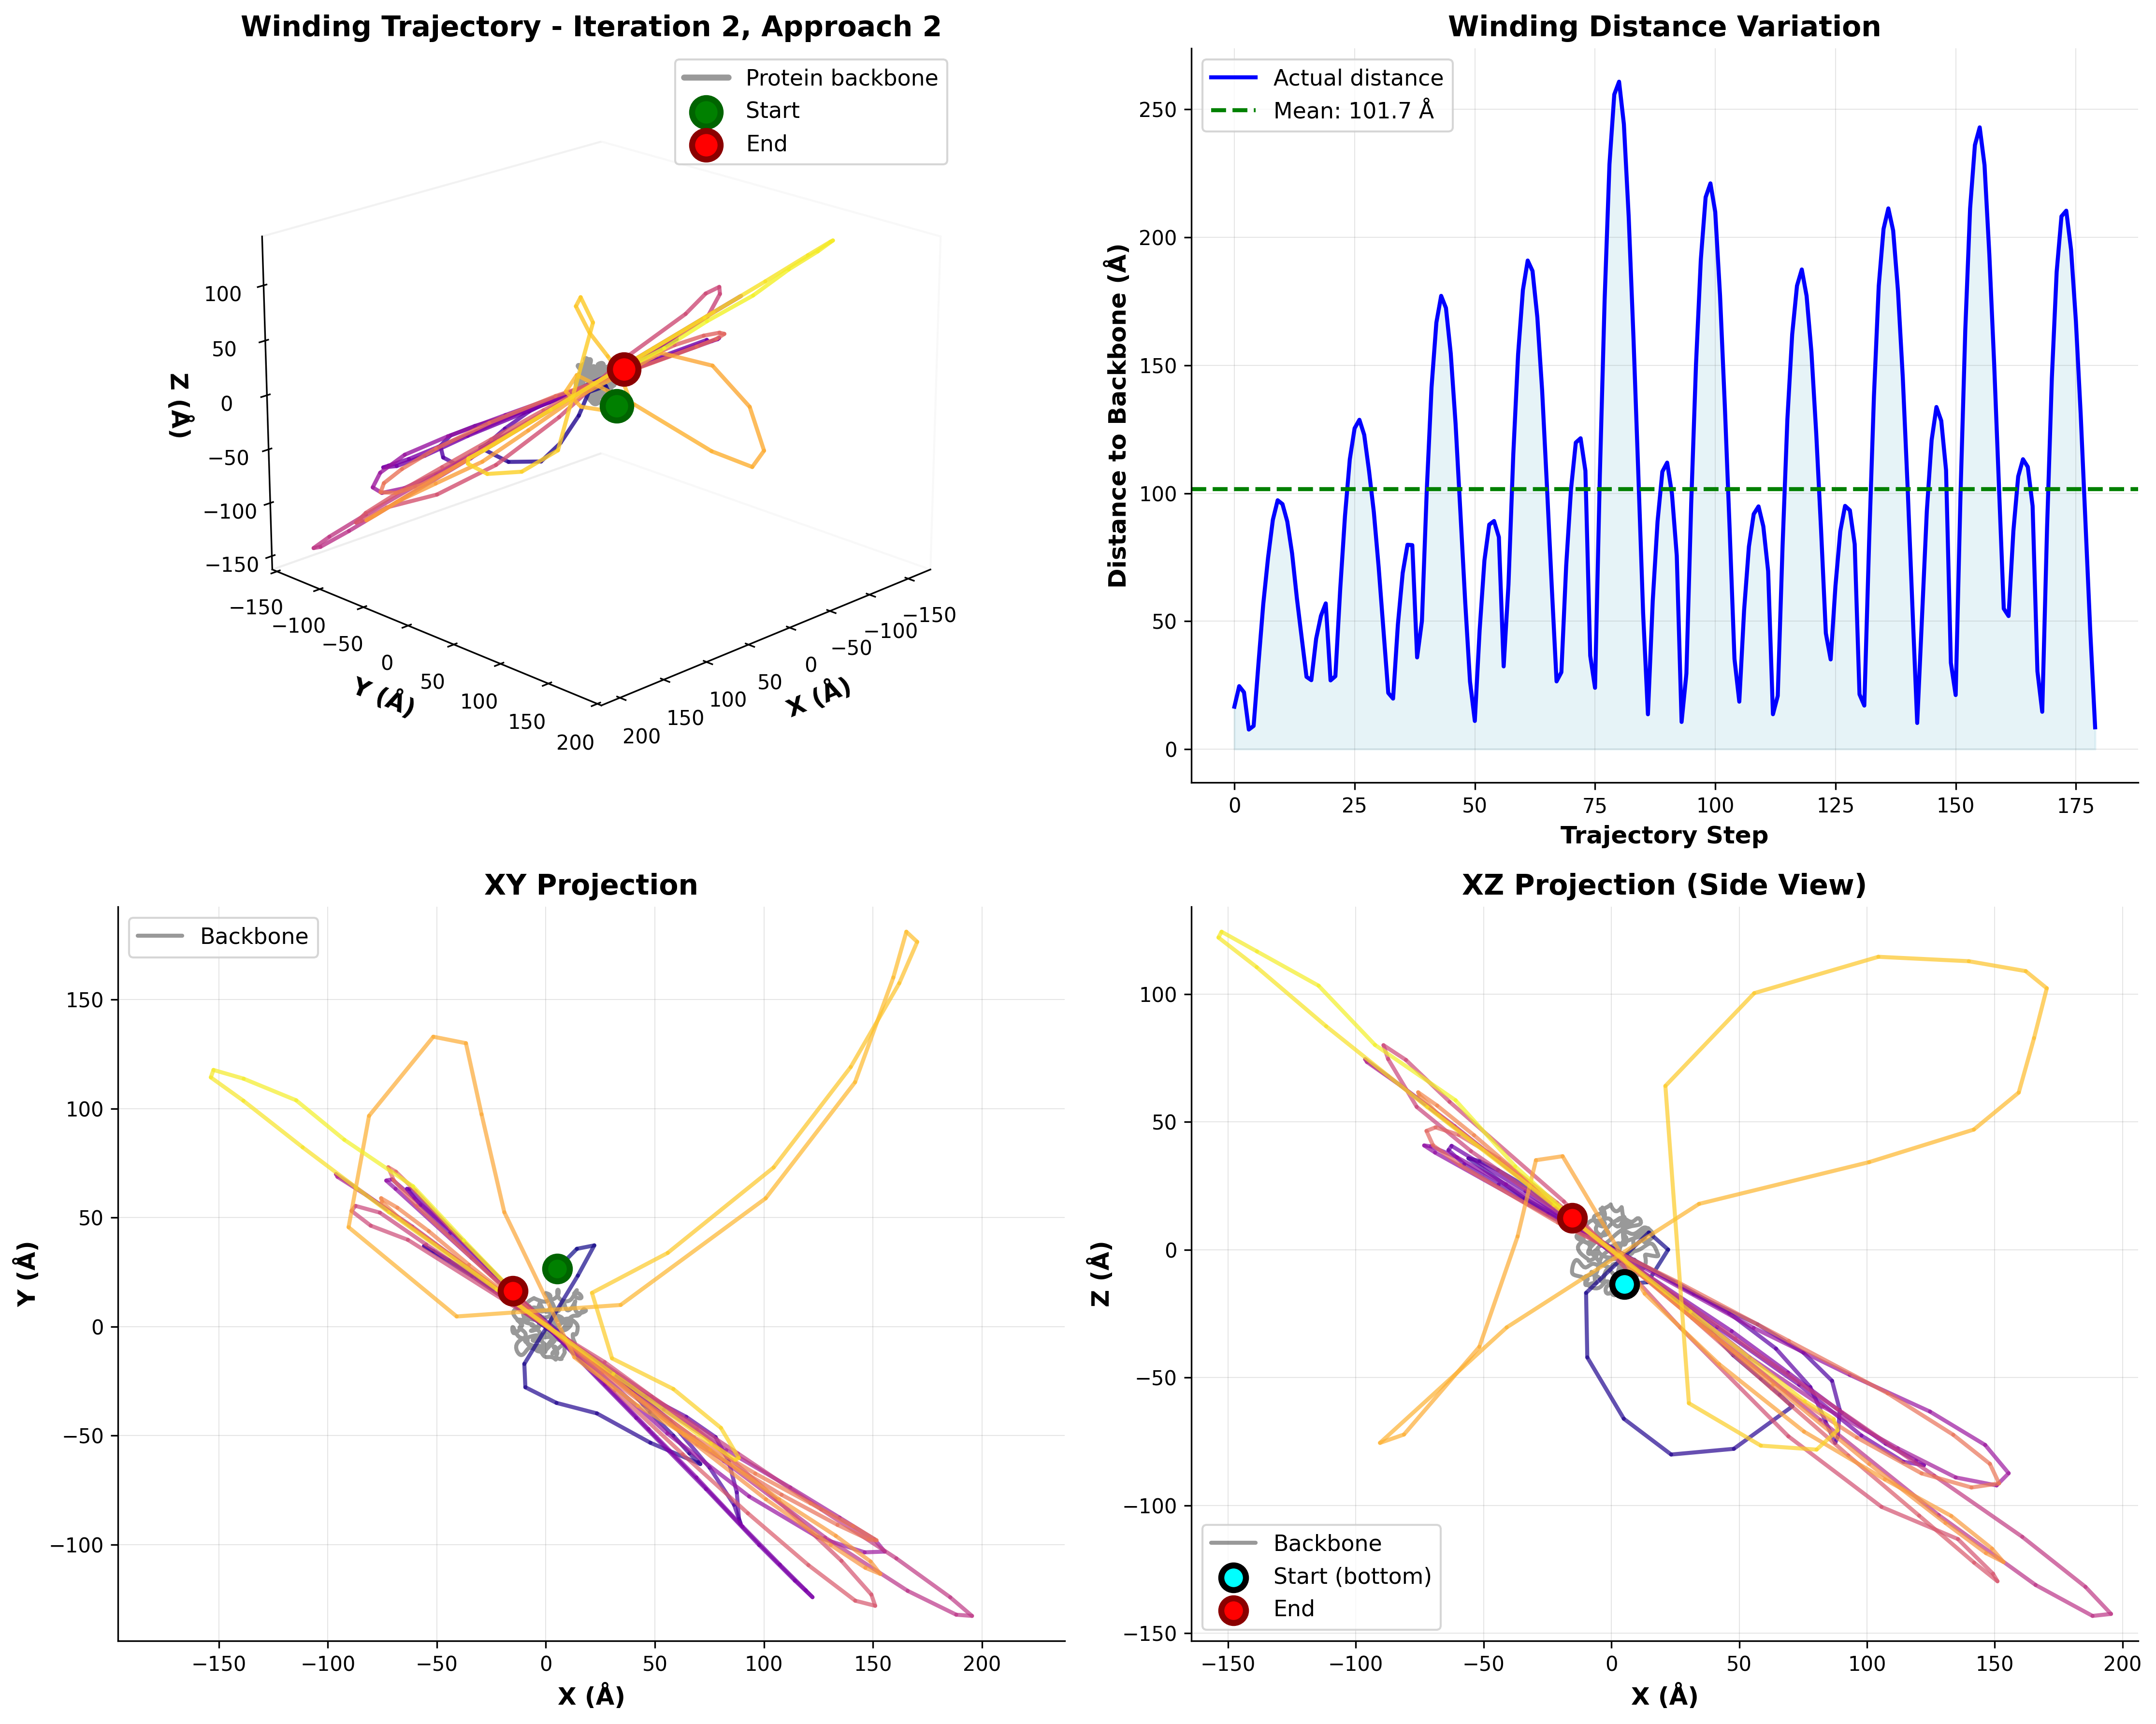 Winding Trajectory - Iteration 2, Approach 2
Protein backbone
Start
End
Z (Å)
100
50
0
−50
−100
−150
−150
−100
−50
0
50
100
150
200
Y (Å)
200
150
100
50
0
−50
−100
−150
X (Å)
Winding Distance Variation
Actual distance
Mean: 101.7 Å
Distance to Backbone (Å)
250
200
150
100
50
0
0
25
50
75
100
125
150
175
Trajectory Step
XY Projection
Backbone
Y (Å)
150
100
50
0
−50
−100
−150
−100
−50
0
50
100
150
200
X (Å)
XZ Projection (Side View)
Z (Å)
100
50
0
−50
−100
−150
Backbone
Start (bottom)
End
−150
−100
−50
0
50
100
150
200
X (Å)